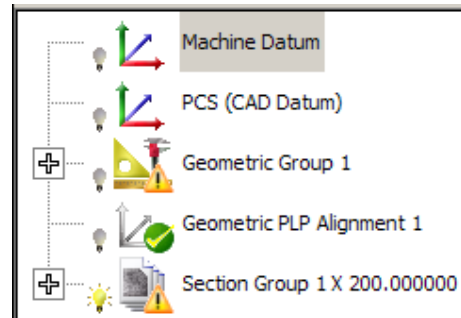 Machine Datum
PCS (CAD Datum)
Geometric Group 1
Geometric PLP Alignment 1
Section Group 1 X 200.000000